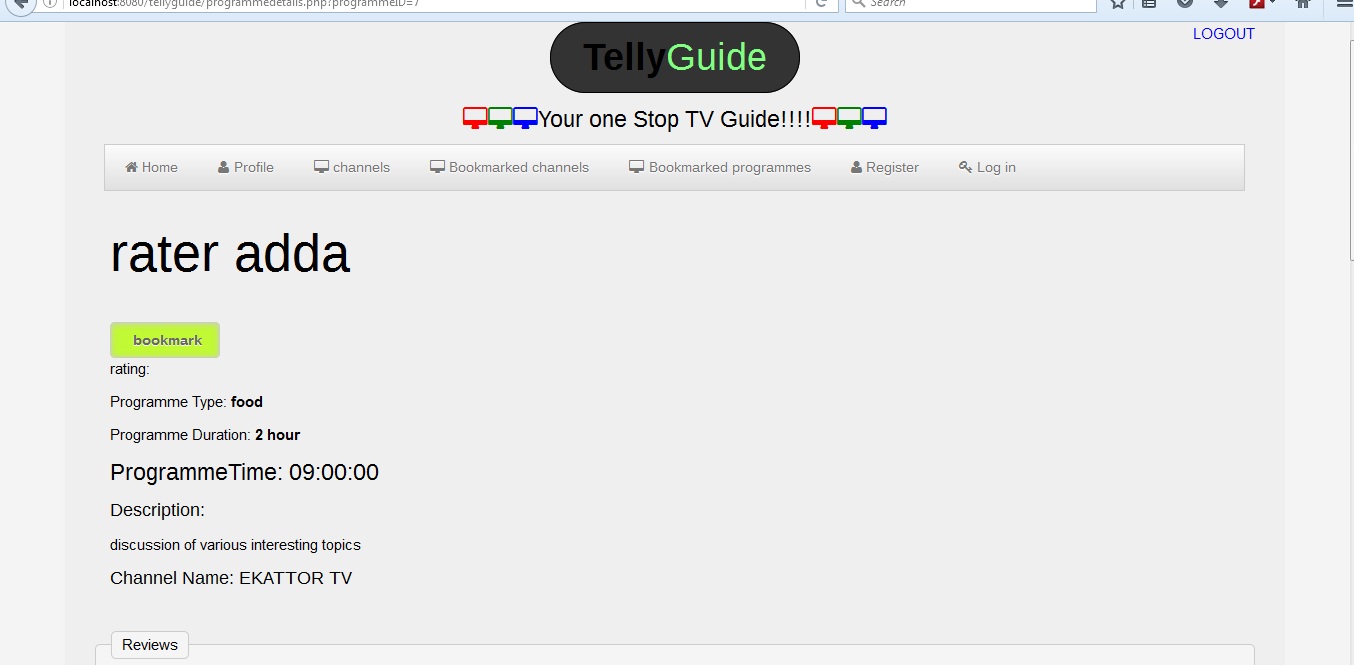 localhost:8080/tellyguide/programmedetails.php?programmeID=7
Search
LOGOUT
TellyGuide
Your one Stop TV Guide!!!!
Home Profile channels Bookmarked channels Bookmarked programmes Register Log in
rater adda
bookmark
rating:
Programme Type: food
Programme Duration: 2 hour
ProgrammeTime: 09:00:00
Description:
discussion of various interesting topics
Channel Name: EKATTOR TV
Reviews